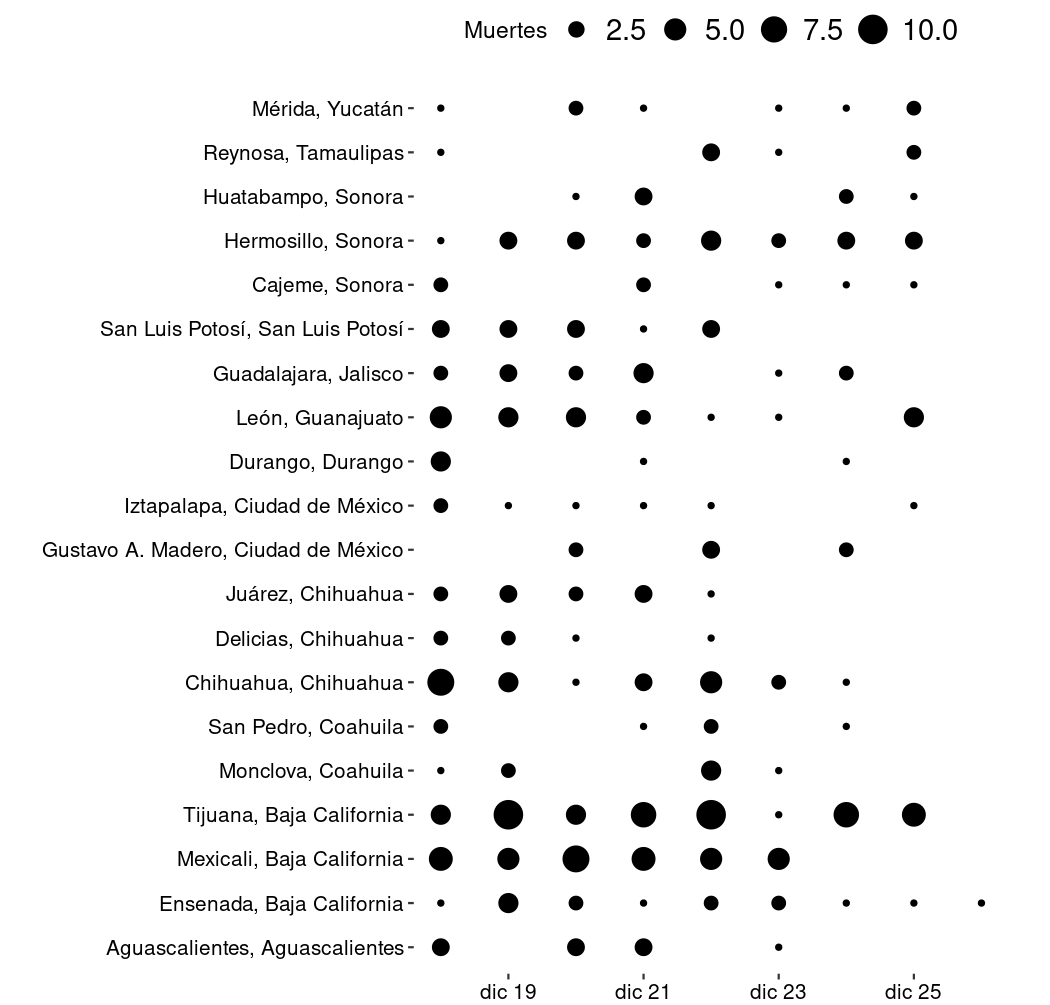 Muertes 2.5 5.0 7.5 10.0
Mérida, Yucatán
Reynosa, Tamaulipas
Huatabampo, Sonora
Hermosillo, Sonora
Cajeme, Sonora
San Luis Potosí, San Luis Potosí
Guadalajara, Jalisco
León, Guanajuato
Durango, Durango
Iztapalapa, Ciudad de México
Gustavo A. Madero, Ciudad de México
Juárez, Chihuahua
Delicias, Chihuahua
Chihuahua, Chihuahua
San Pedro, Coahuila
Monclova, Coahuila
Tijuana, Baja California
Mexicali, Baja California
Ensenada, Baja California
Aguascalientes, Aguascalientes
dic 19 dic 21 dic 23 dic 25